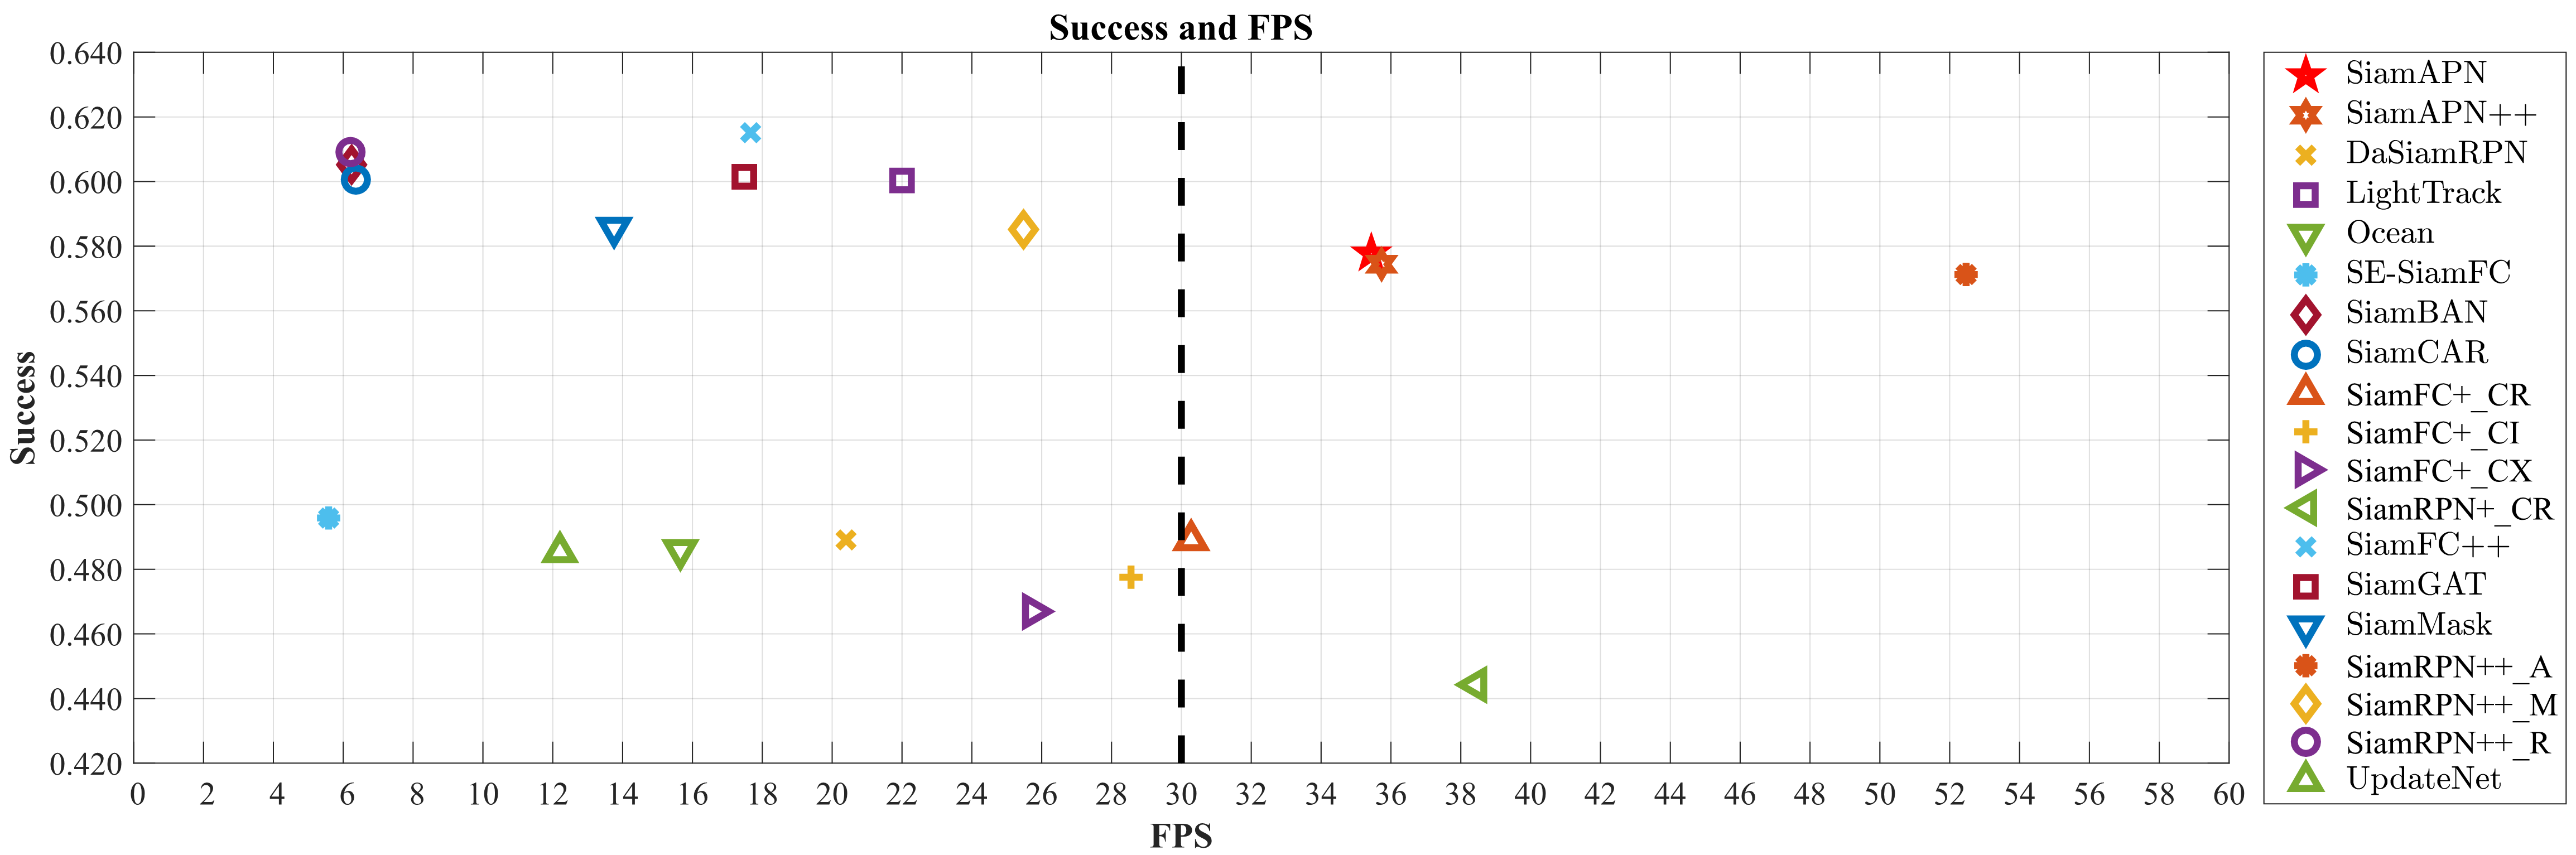 Success and FPS
0.640
0.620
0.600
0.580
0.560
0.540
0.520
0.500
0.480
0.460
0.440
0.420
Success
0 2 4 6 8 10 12 14 16 18 20 22 24 26 28 30 32 34 36 38 40 42 44 46 48 50 52 54 56 58 60
FPS
SiamAPN
SiamAPN++
DaSiamRPN
LightTrack
Ocean
SE-SiamFC
SiamBAN
SiamCAR
SiamFC+_CR
SiamFC+_CI
SiamFC+_CX
SiamRPN+_CR
SiamFC++
SiamGAT
SiamMask
SiamRPN++_A
SiamRPN++_M
SiamRPN++_R
UpdateNet